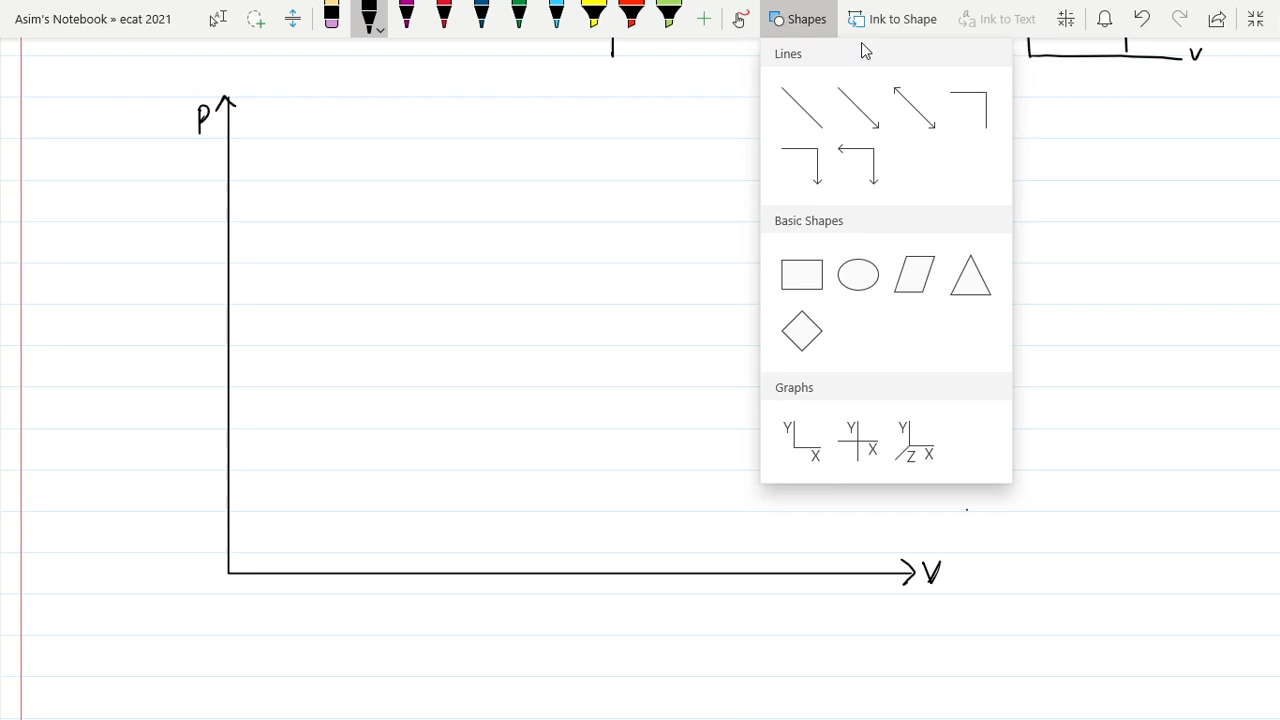 Asim's Notebook » ecat 2021
Shapes
Ink to Shape
Ink to Text
Lines
Basic Shapes
Graphs
Y
X
Y
X
Y
Z
X
V
P
V